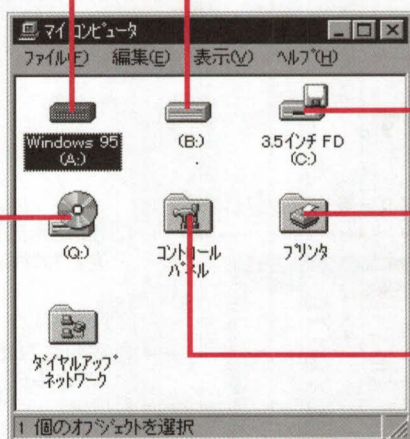 マイコンピュータ
ファイル(F) 編集(E) 表示(V) ヘルプ(H)
Windows 95
(A:)
(B:)
3.5インチ FD
(C:)
(Q:)
コントロール
パネル
プリンタ
ダイヤルアップ
ネットワーク
1 個のオブジェクトを選択